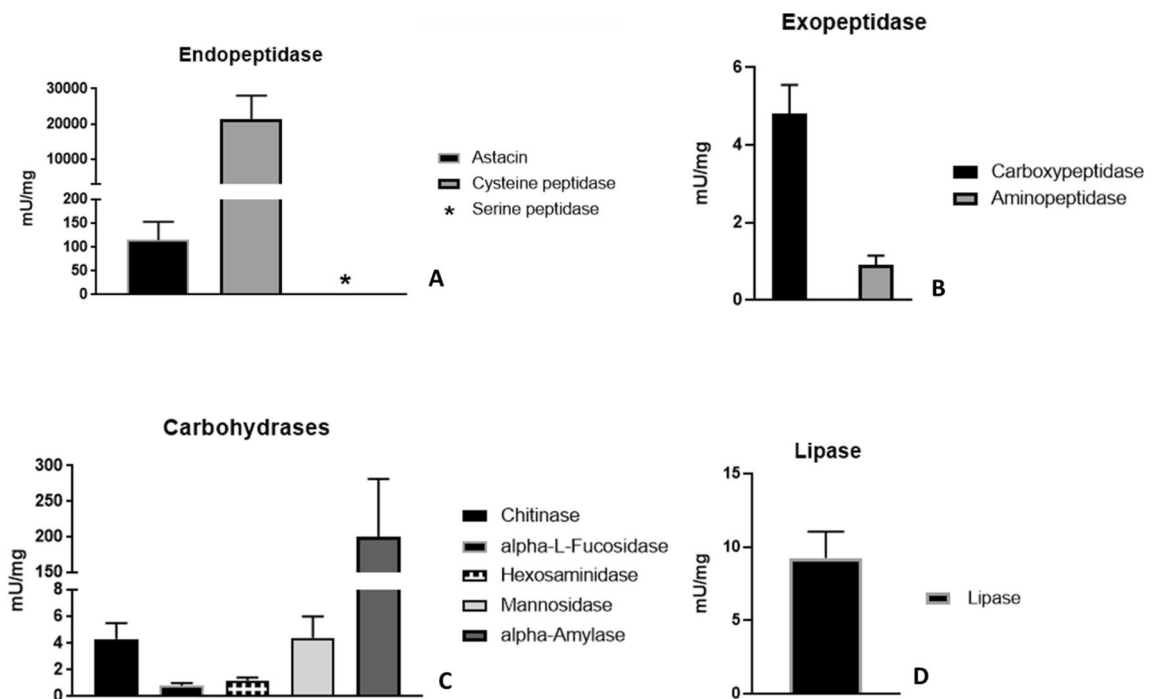 Endopeptidase
30000
20000
10000
200
150
100
50
0
mU/mg
Astacin
Cysteine peptidase
* Serine peptidase
*
A
Exopeptidase
6
4
2
0
mU/mg
Carboxypeptidase
Aminopeptidase
B
Carbohydrases
300
250
200
150
8
6
4
2
0
mU/mg
Chitinase
alpha-L-Fucosidase
Hexosaminidase
Mannosidase
alpha-Amylase
C
Lipase
15
10
5
0
mU/mg
Lipase
D